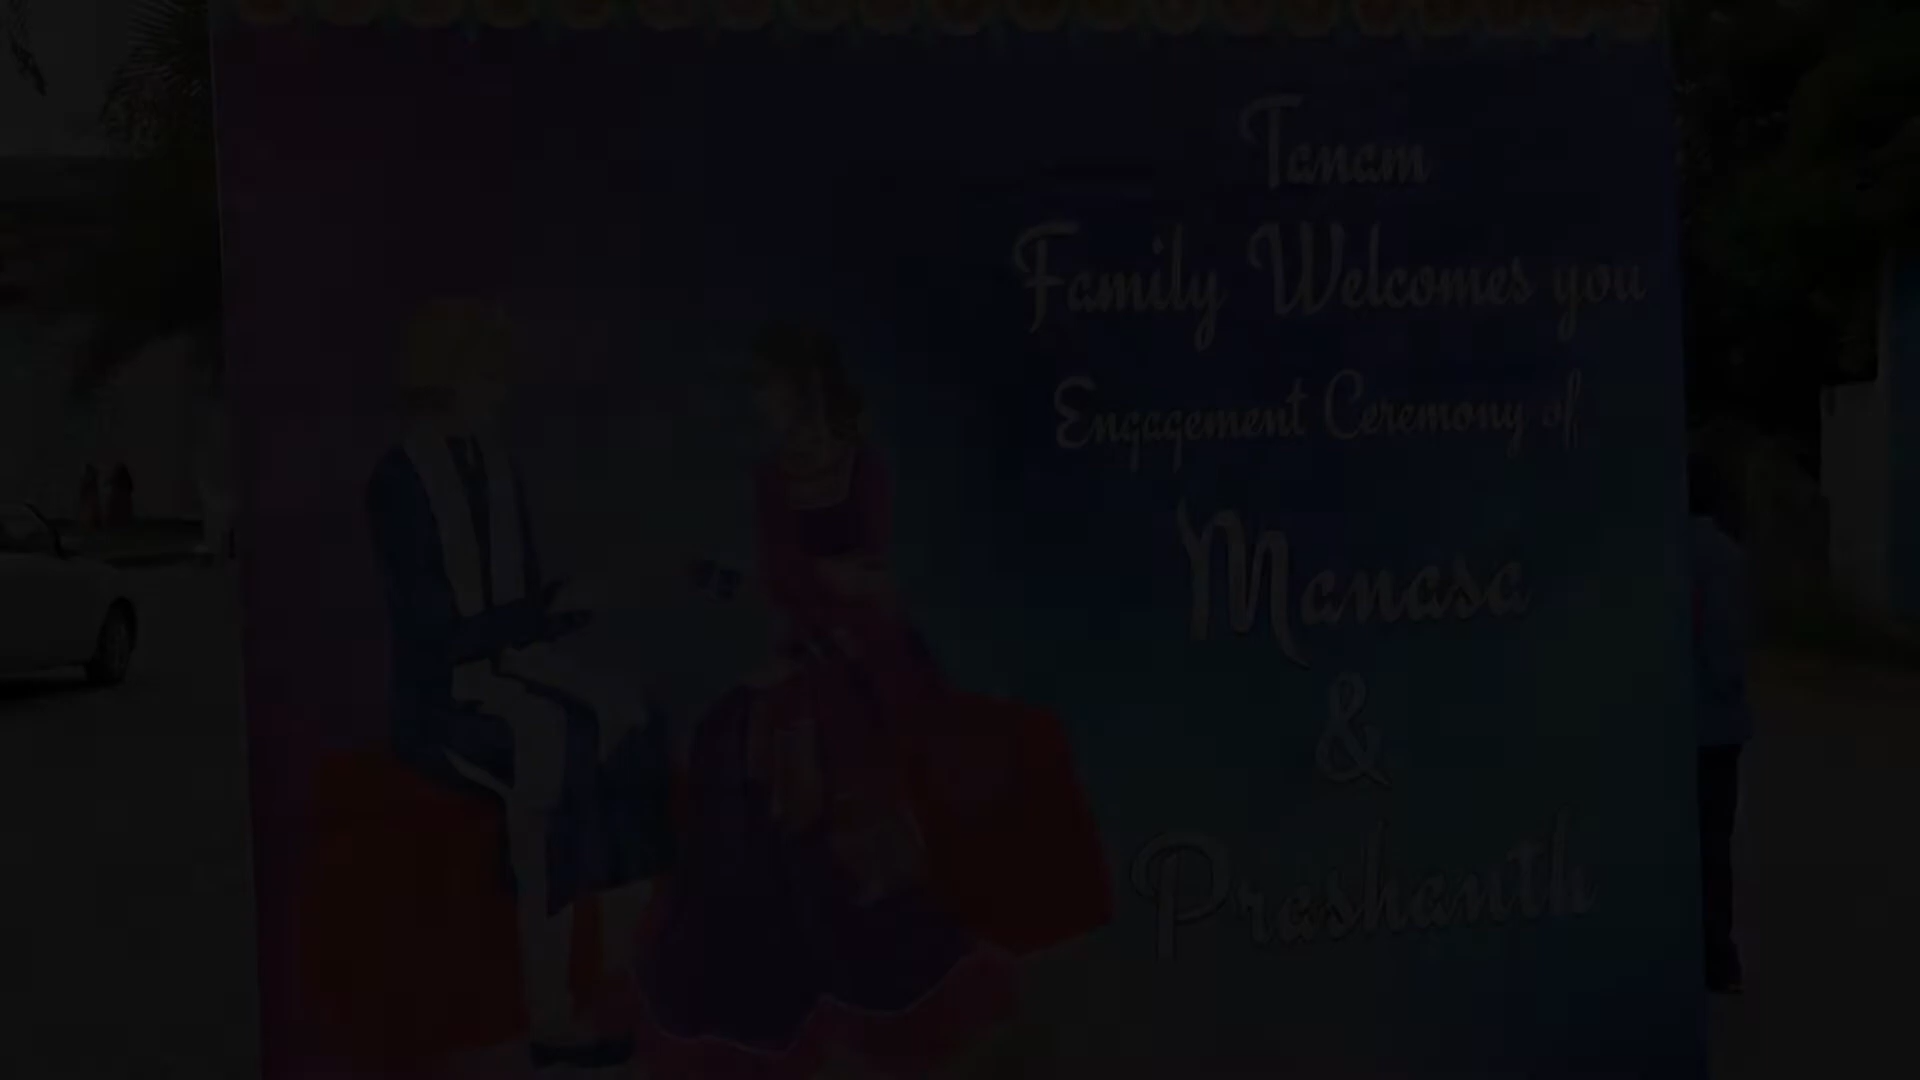 Tanam
Family Welcomes you
Engagement Ceremony of
Manasa
&
Prashanth